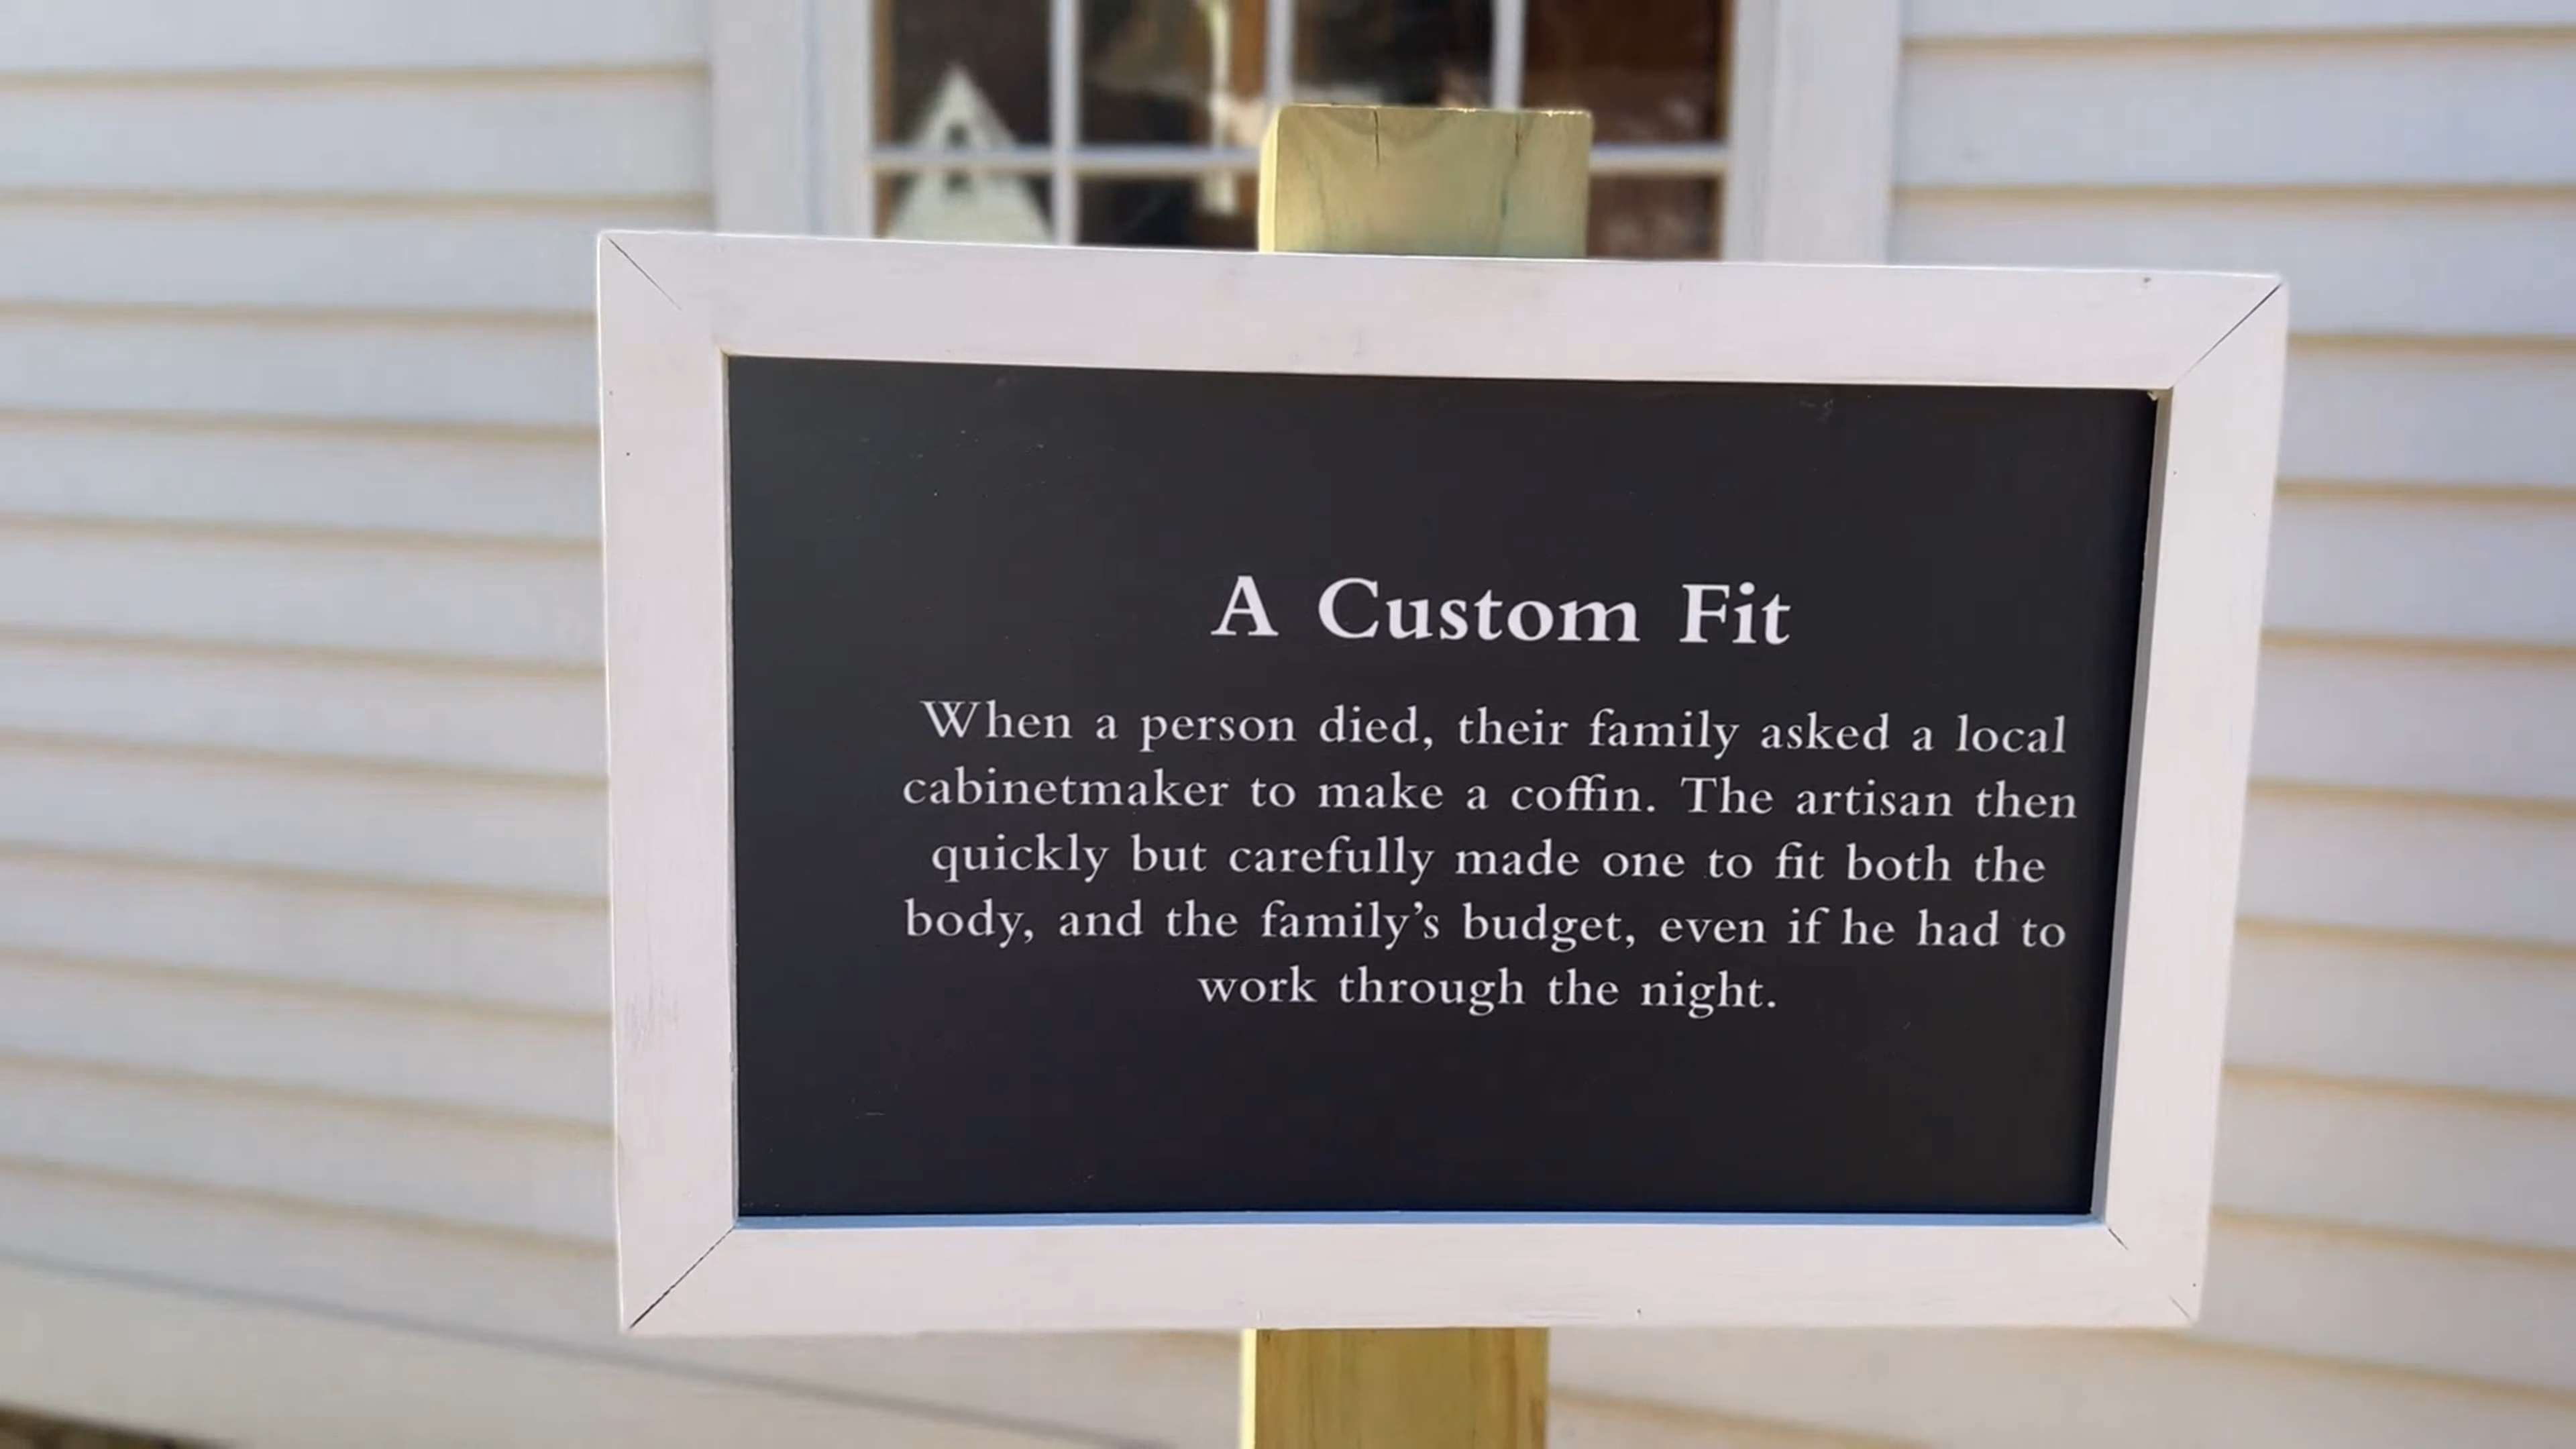 A Custom Fit
When a person died, their family asked a local
cabinetmaker to make a coffin. The artisan then
quickly but carefully made one to fit both the
body, and the family’s budget, even if he had to
work through the night.